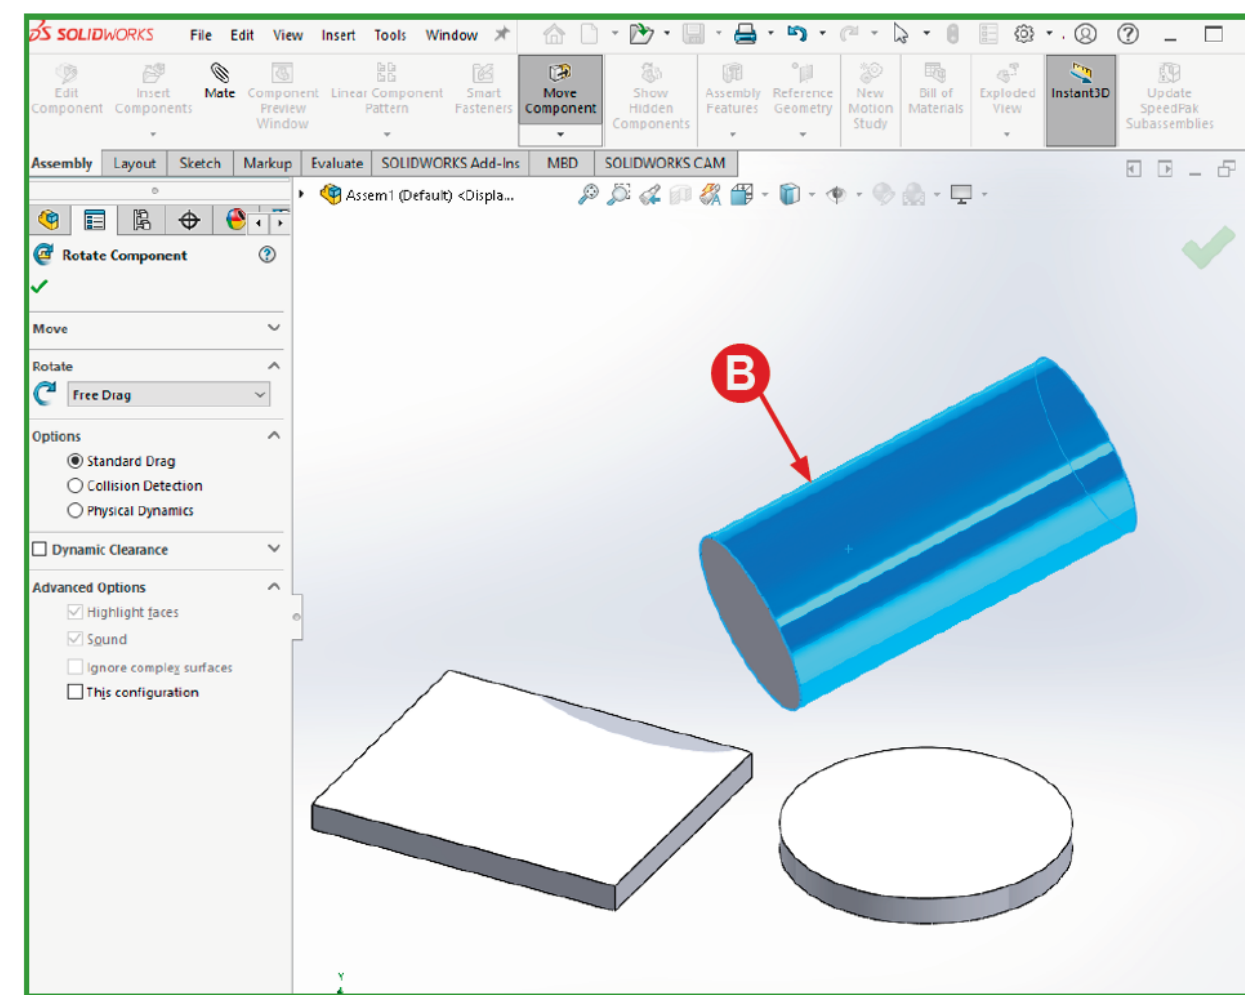 SOLIDWORKS File Edit View Insert Tools Window
Edit Component
Insert Components
Mate
Component Preview Window
Linear Component Pattern
Smart Fasteners
Move Component
Show Hidden Components
Assembly Features
Reference Geometry
New Motion Study
Bill of Materials
Exploded View
Instant3D
Update SpeedPak Subassemblies
Assembly Layout Sketch Markup Evaluate SOLIDWORKS Add-Ins MBD SOLIDWORKS CAM
Assem1 (Default) <Displa...
Rotate Component
Move
Rotate
Free Drag
Options
Standard Drag
Collision Detection
Physical Dynamics
Dynamic Clearance
Advanced Options
Highlight faces
Sound
Ignore complex surfaces
This configuration
B
Y